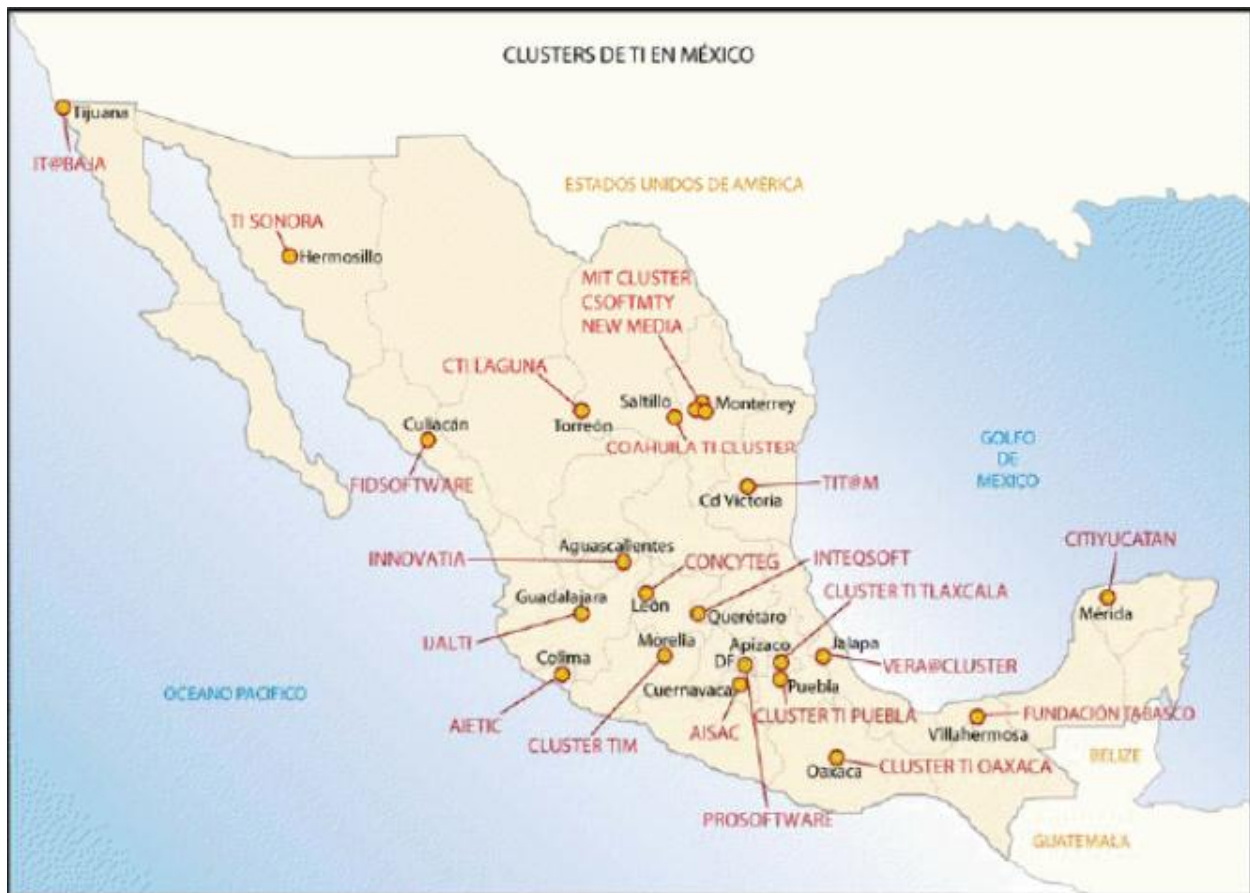 CLUSTERS DE TI EN MÉXICO
Tijuana
IT@BAJA
ESTADOS UNIDOS DE AMÉRICA
TI SONORA
Hermosillo
MIT CLUSTER
CSOFTMTY
NEW MEDIA
CTI LAGUNA
Saltillo
Monterrey
Torreón
Culiacán
COAHUILA TI CLUSTER
GOLFO
DE
MEXICO
FIDSOFTWARE
TIT@M
Cd Victoria
Aguascalientes
INNOVATIA
CONCYTEG
INTEQSOFT
CITIYUCATAN
CLUSTER TI TLAXCALA
Guadalajara
León
Querétaro
Mérida
IJALTI
Morelia
Apizaco
Jalapa
Colima
DF
VERA@CLUSTER
Cuernavaca
Puebla
OCEANO PACIFICO
AIETIC
CLUSTER TIM
AISAC
CLUSTER TI PUEBLA
FUNDACIÓN TABASCO
Villahermosa
BELIZE
Oaxaca
CLUSTER TI OAXACA
PROSOFTWARE
GUATEMALA